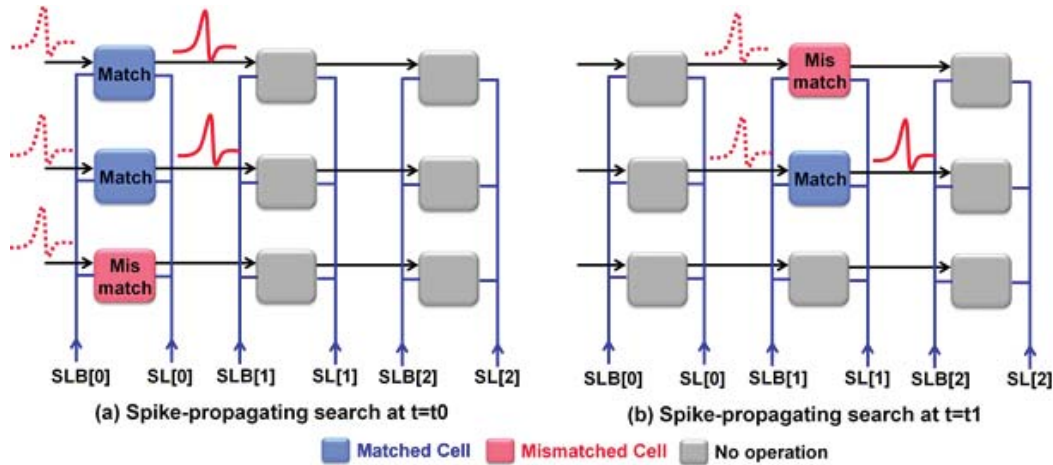 Match
Match
Mis
match
SLB[0] SL[0] SLB[1] SL[1] SLB[2] SL[2]
(a) Spike-propagating search at t=t0
Mis
match
Match
SLB[0] SL[0] SLB[1] SL[1] SLB[2] SL[2]
(b) Spike-propagating search at t=t1
Matched Cell Mismatched Cell No operation